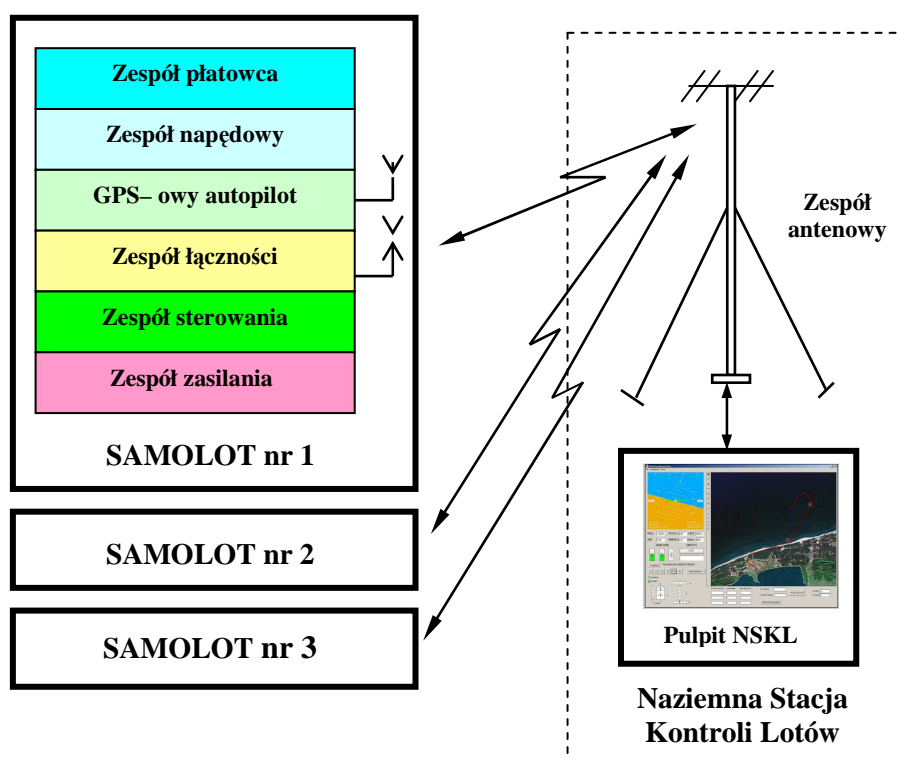 Zespół płatowca
Zespół napędowy
GPS– owy autopilot
Zespół łączności
Zespół sterowania
Zespół zasilania
SAMOLOT nr 1
SAMOLOT nr 2
SAMOLOT nr 3
Zespół
antenowy
Pulpit NSKL
Naziemna Stacja
Kontroli Lotów